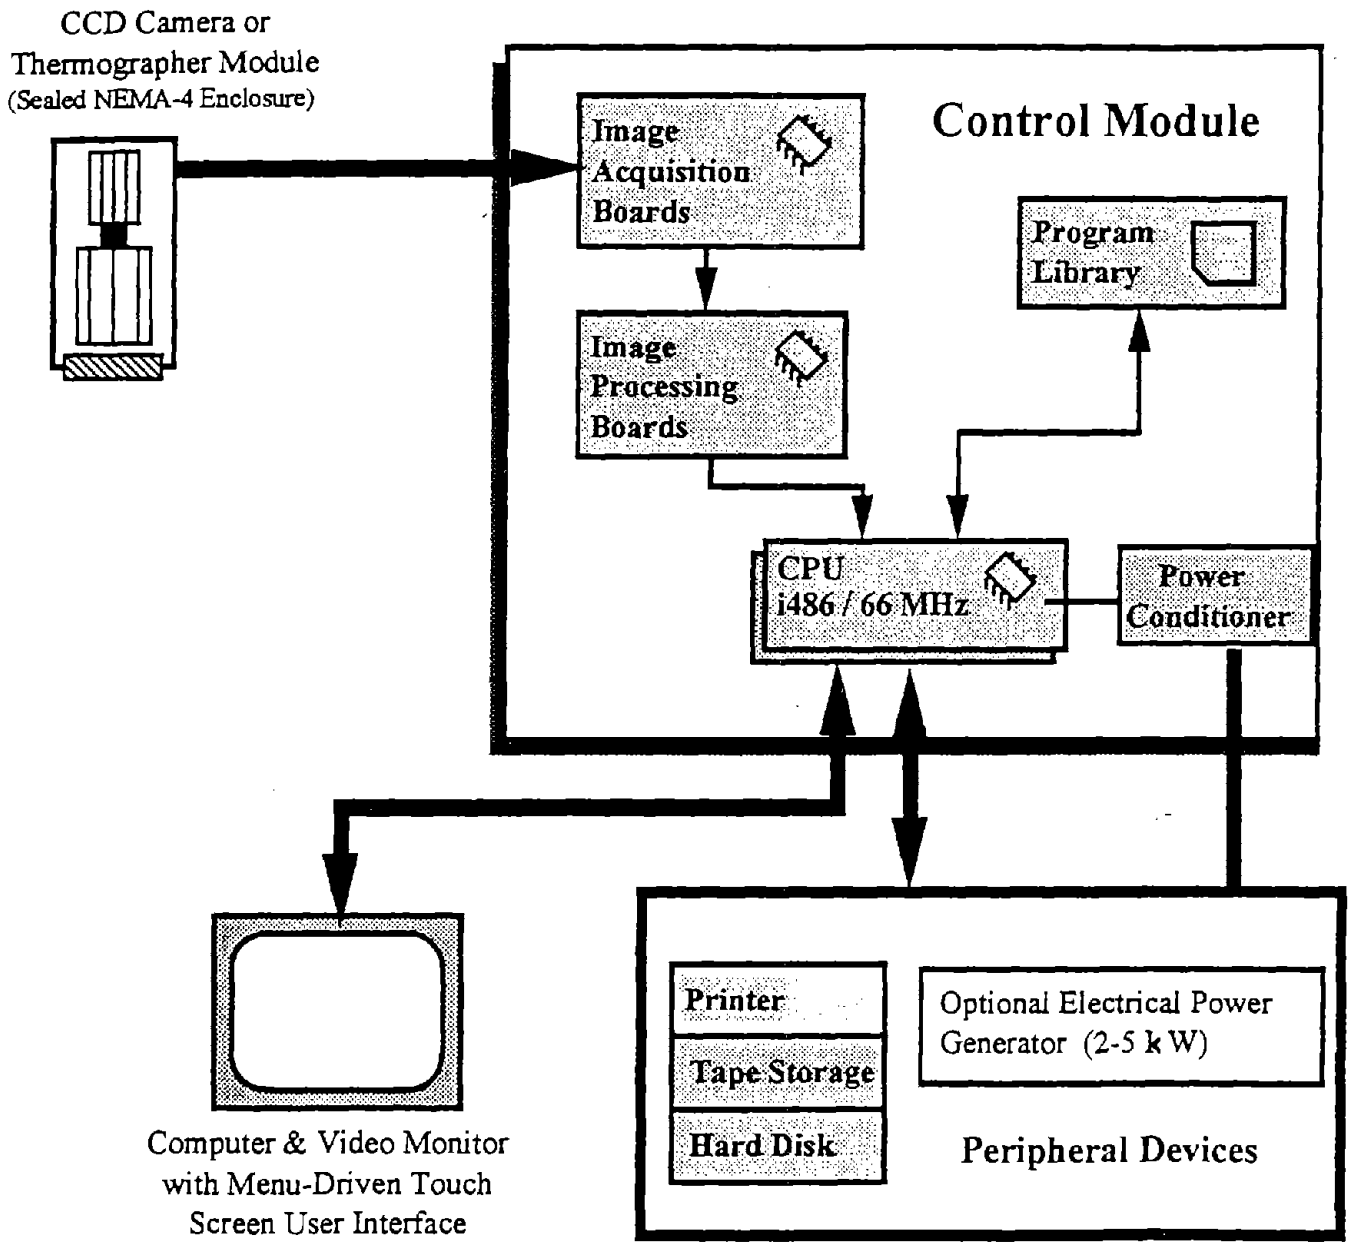 CCD Camera or
Thermographer Module
(Sealed NEMA-4 Enclosure)
Control Module
Image
Acquisition
Boards
Program
Library
Image
Processing
Boards
CPU
i486 / 66 MHz
Power
Conditioner
Printer
Tape Storage
Hard Disk
Optional Electrical Power
Generator (2-5 kW)
Peripheral Devices
Computer & Video Monitor
with Menu-Driven Touch
Screen User Interface